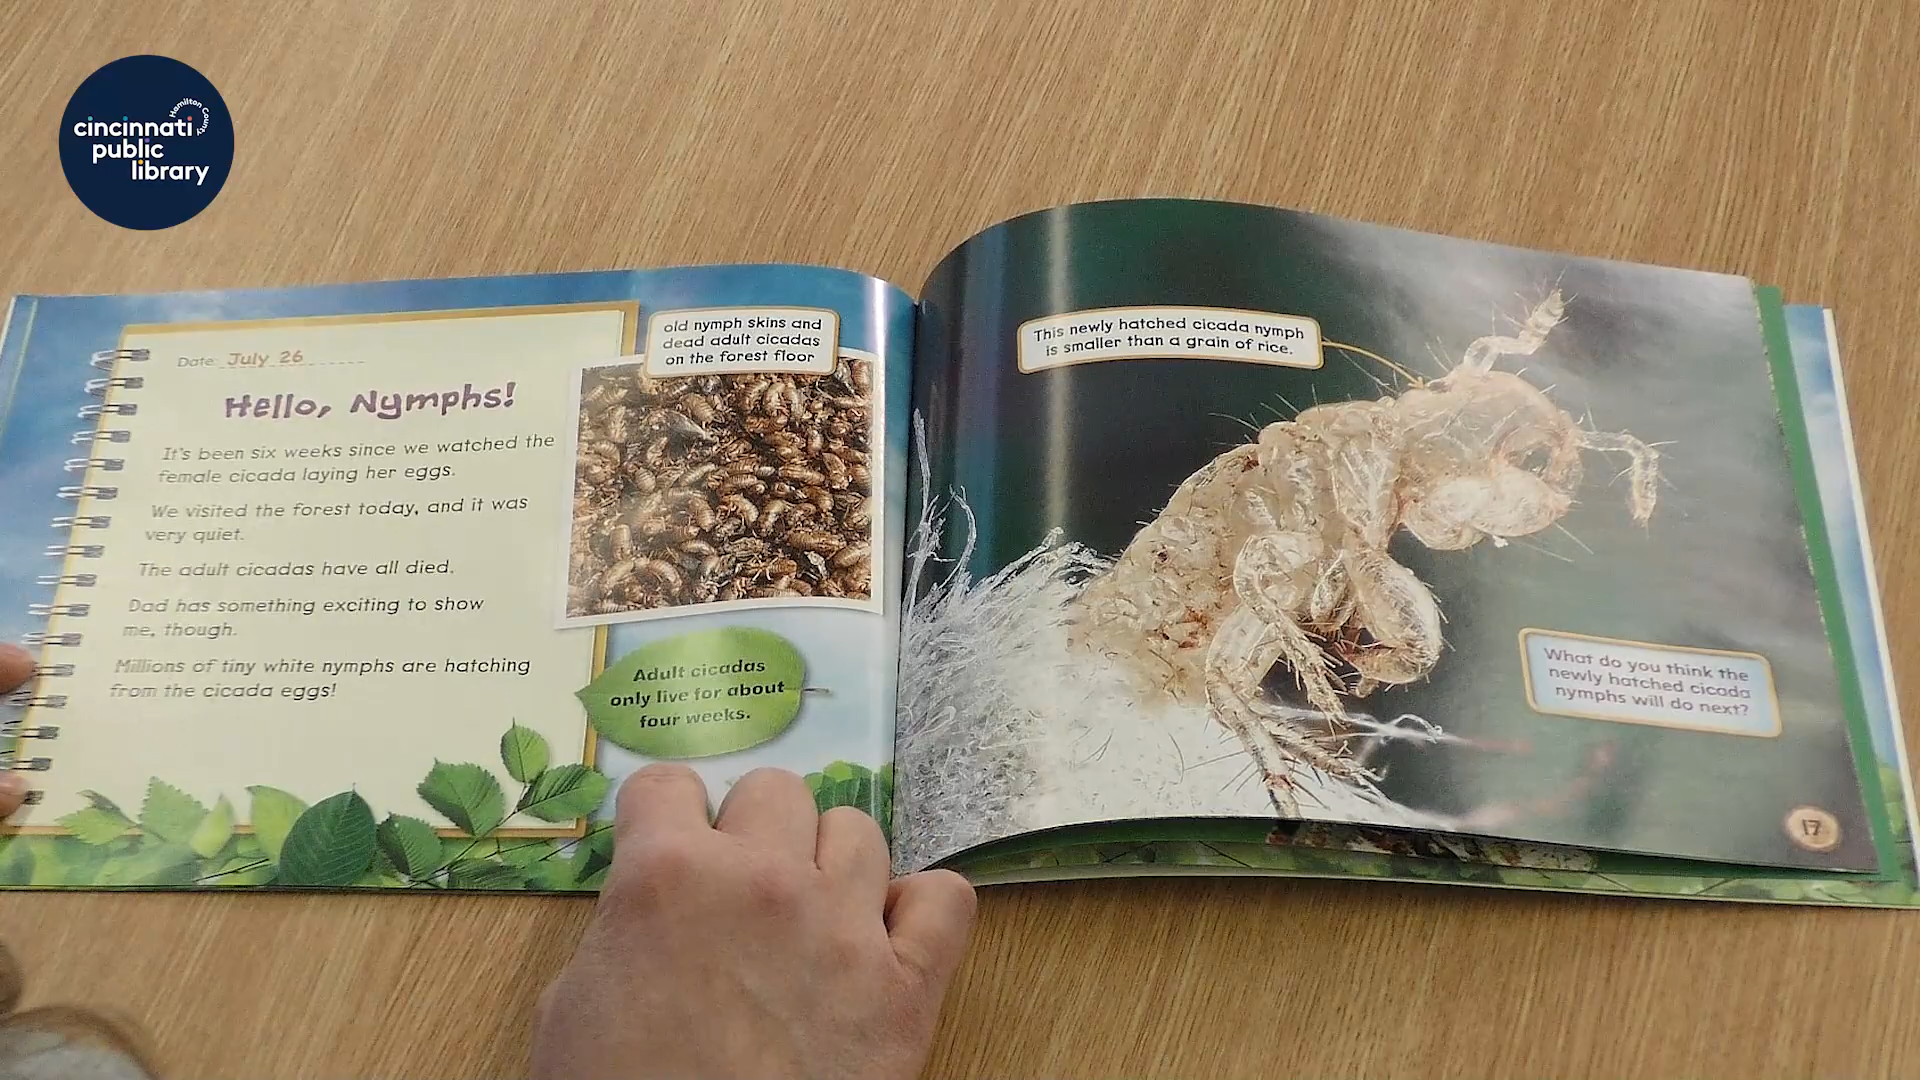 cincinnati
public
library
Hamilton County
Date: July 26
Hello, Nymphs!
It's been six weeks since we watched the
female cicada laying her eggs.
We visited the forest today, and it was
very quiet.
The adult cicadas have all died.
Dad has something exciting to show
me, though.
Millions of tiny white nymphs are hatching
from the cicada eggs!
old nymph skins and
dead adult cicadas
on the forest floor
Adult cicadas
only live for about
four weeks.
This newly hatched cicada nymph
is smaller than a grain of rice.
What do you think the
newly hatched cicada
nymphs will do next?
17